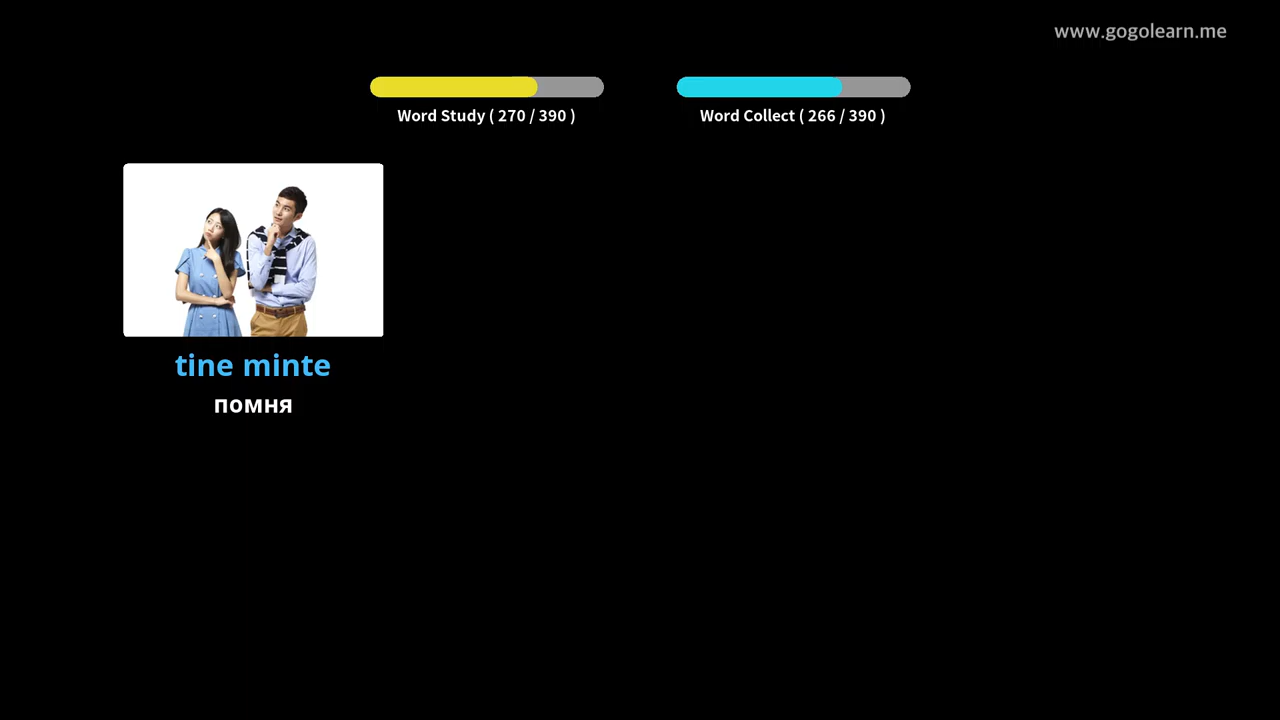 www.gogolearn.me
Word Study ( 270 / 390 )
Word Collect ( 266 / 390 )
tine minte
помня